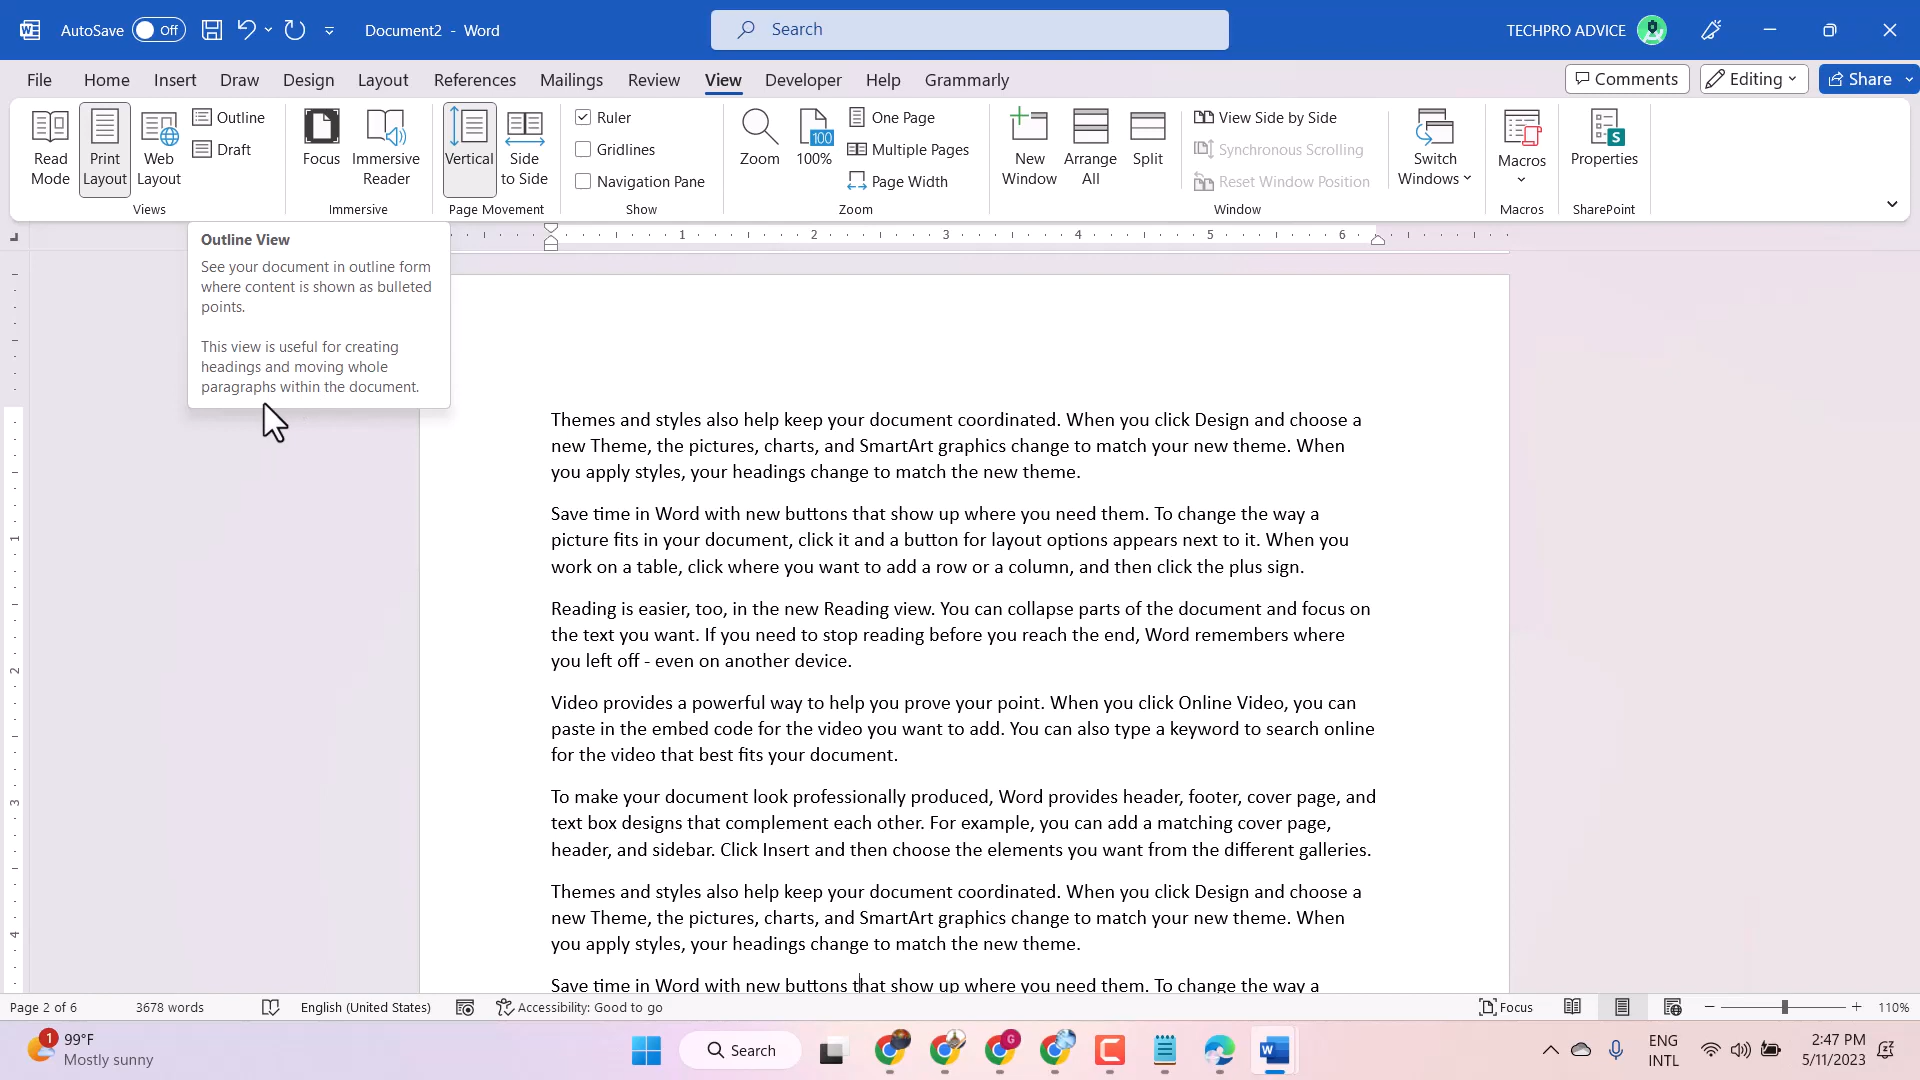 AutoSave Off Document2 - Word Search TECHPRO ADVICE
File Home Insert Draw Design Layout References Mailings Review View Developer Help Grammarly Comments Editing Share
Read Mode
Print Layout
Web Layout
Outline
Draft
Views
Focus
Immersive Reader
Immersive
Vertical
Side to Side
Page Movement
Ruler
Gridlines
Navigation Pane
Show
Zoom
100
100%
One Page
Multiple Pages
Page Width
Zoom
New Window
Arrange All
Split
View Side by Side
Synchronous Scrolling
Reset Window Position
Switch Windows
Window
Macros
Macros
S
Properties
SharePoint
1 2 3 4 5 6
Outline View
See your document in outline form
where content is shown as bulleted
points.
This view is useful for creating
headings and moving whole
paragraphs within the document.
1
2
3
4
Themes and styles also help keep your document coordinated. When you click Design and choose a
new Theme, the pictures, charts, and SmartArt graphics change to match your new theme. When
you apply styles, your headings change to match the new theme.
Save time in Word with new buttons that show up where you need them. To change the way a
picture fits in your document, click it and a button for layout options appears next to it. When you
work on a table, click where you want to add a row or a column, and then click the plus sign.
Reading is easier, too, in the new Reading view. You can collapse parts of the document and focus on
the text you want. If you need to stop reading before you reach the end, Word remembers where
you left off - even on another device.
Video provides a powerful way to help you prove your point. When you click Online Video, you can
paste in the embed code for the video you want to add. You can also type a keyword to search online
for the video that best fits your document.
To make your document look professionally produced, Word provides header, footer, cover page, and
text box designs that complement each other. For example, you can add a matching cover page,
header, and sidebar. Click Insert and then choose the elements you want from the different galleries.
Themes and styles also help keep your document coordinated. When you click Design and choose a
new Theme, the pictures, charts, and SmartArt graphics change to match your new theme. When
you apply styles, your headings change to match the new theme.
Save time in Word with new buttons that show up where you need them. To change the way a
Page 2 of 6 3678 words English (United States) Accessibility: Good to go Focus 110%
1 99°F
Mostly sunny
Search
G
W
ENG
INTL
2:47 PM
5/11/2023